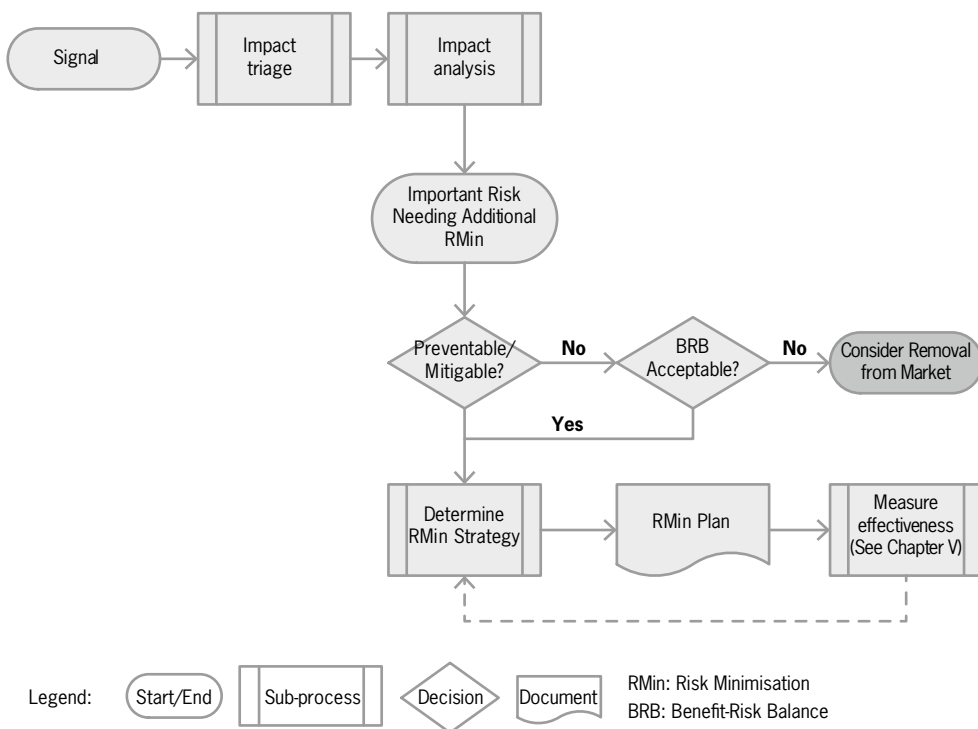 Signal
Impact
triage
Impact
analysis
Important Risk
Needing Additional
RMin
Preventable/
Mitigable?
No
BRB
Acceptable?
No
Consider Removal
from Market
Yes
Determine
RMin Strategy
RMin Plan
Measure
effectiveness
(See Chapter V)
Legend:
Start/End
Sub-process
Decision
Document
RMin: Risk Minimisation
BRB: Benefit-Risk Balance